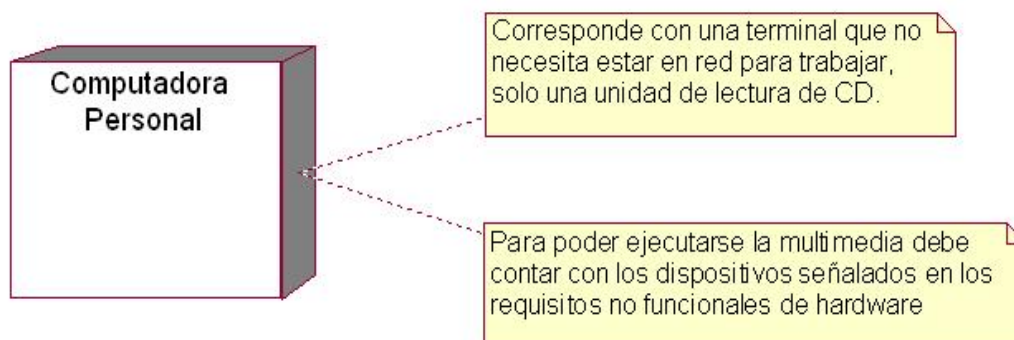 Computadora
Personal
Corresponde con una terminal que no
necesita estar en red para trabajar,
solo una unidad de lectura de CD.
Para poder ejecutarse la multimedia debe
contar con los dispositivos señalados en los
requisitos no funcionales de hardware